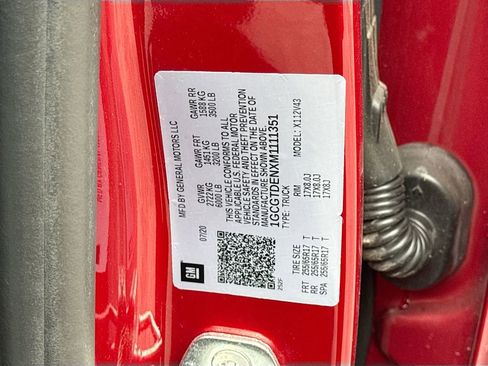 MFD BY GENERAL MOTORS LLC
07/20
GVWR GAWR FRT GAWR RR
2722 KG 1451 KG 1588 KG
6000 LB 3200 LB 3500 LB
THIS VEHICLE CONFORMS TO ALL
APPLICABLE U.S. FEDERAL MOTOR
VEHICLE SAFETY AND THEFT PREVENTION
STANDARDS IN EFFECT ON THE DATE OF
MANUFACTURE SHOWN ABOVE.
1GCGTDENXM1111351
TYPE: TRUCK MODEL: X112V43
GM
TIRE SIZE RIM
FRT 255/65R17 T 17X8.0J
RR 255/65R17 T 17X8.0J
SPA 255/65R17 T 17X8J